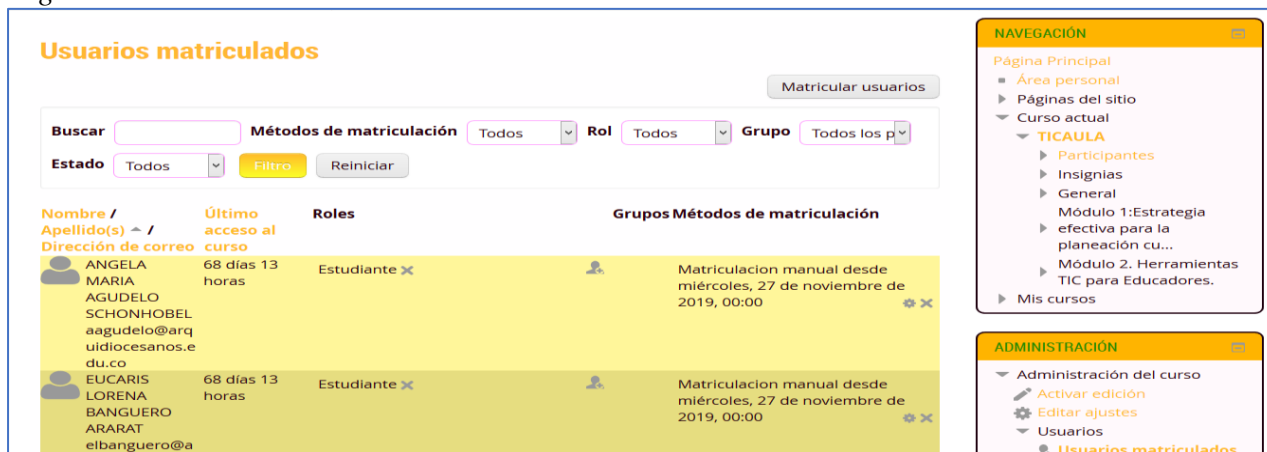 Usuarios matriculados
Matricular usuarios
Buscar Métodos de matriculación Todos Rol Todos Grupo Todos los p
Estado Todos Filtro Reiniciar
Nombre / Apellido(s) / Dirección de correo
Último acceso al curso
Roles
Grupos Métodos de matriculación
ANGELA
MARIA
AGUDELO
SCHONHOBEL
aagudelo@arq
uidiocesanos.e
du.co
68 días 13
horas
Estudiante
Matriculacion manual desde
miércoles, 27 de noviembre de
2019, 00:00
EUCARIS
LORENA
BANGUERO
ARARAT
elbanguero@a
68 días 13
horas
Estudiante
Matriculacion manual desde
miércoles, 27 de noviembre de
2019, 00:00
NAVEGACIÓN
Página Principal
Área personal
Páginas del sitio
Curso actual
TICAULA
Participantes
Insignias
General
Módulo 1:Estrategia
efectiva para la
planeación cu...
Módulo 2. Herramientas
TIC para Educadores.
Mis cursos
ADMINISTRACIÓN
Administración del curso
Activar edición
Editar ajustes
Usuarios
Usuarios matriculados